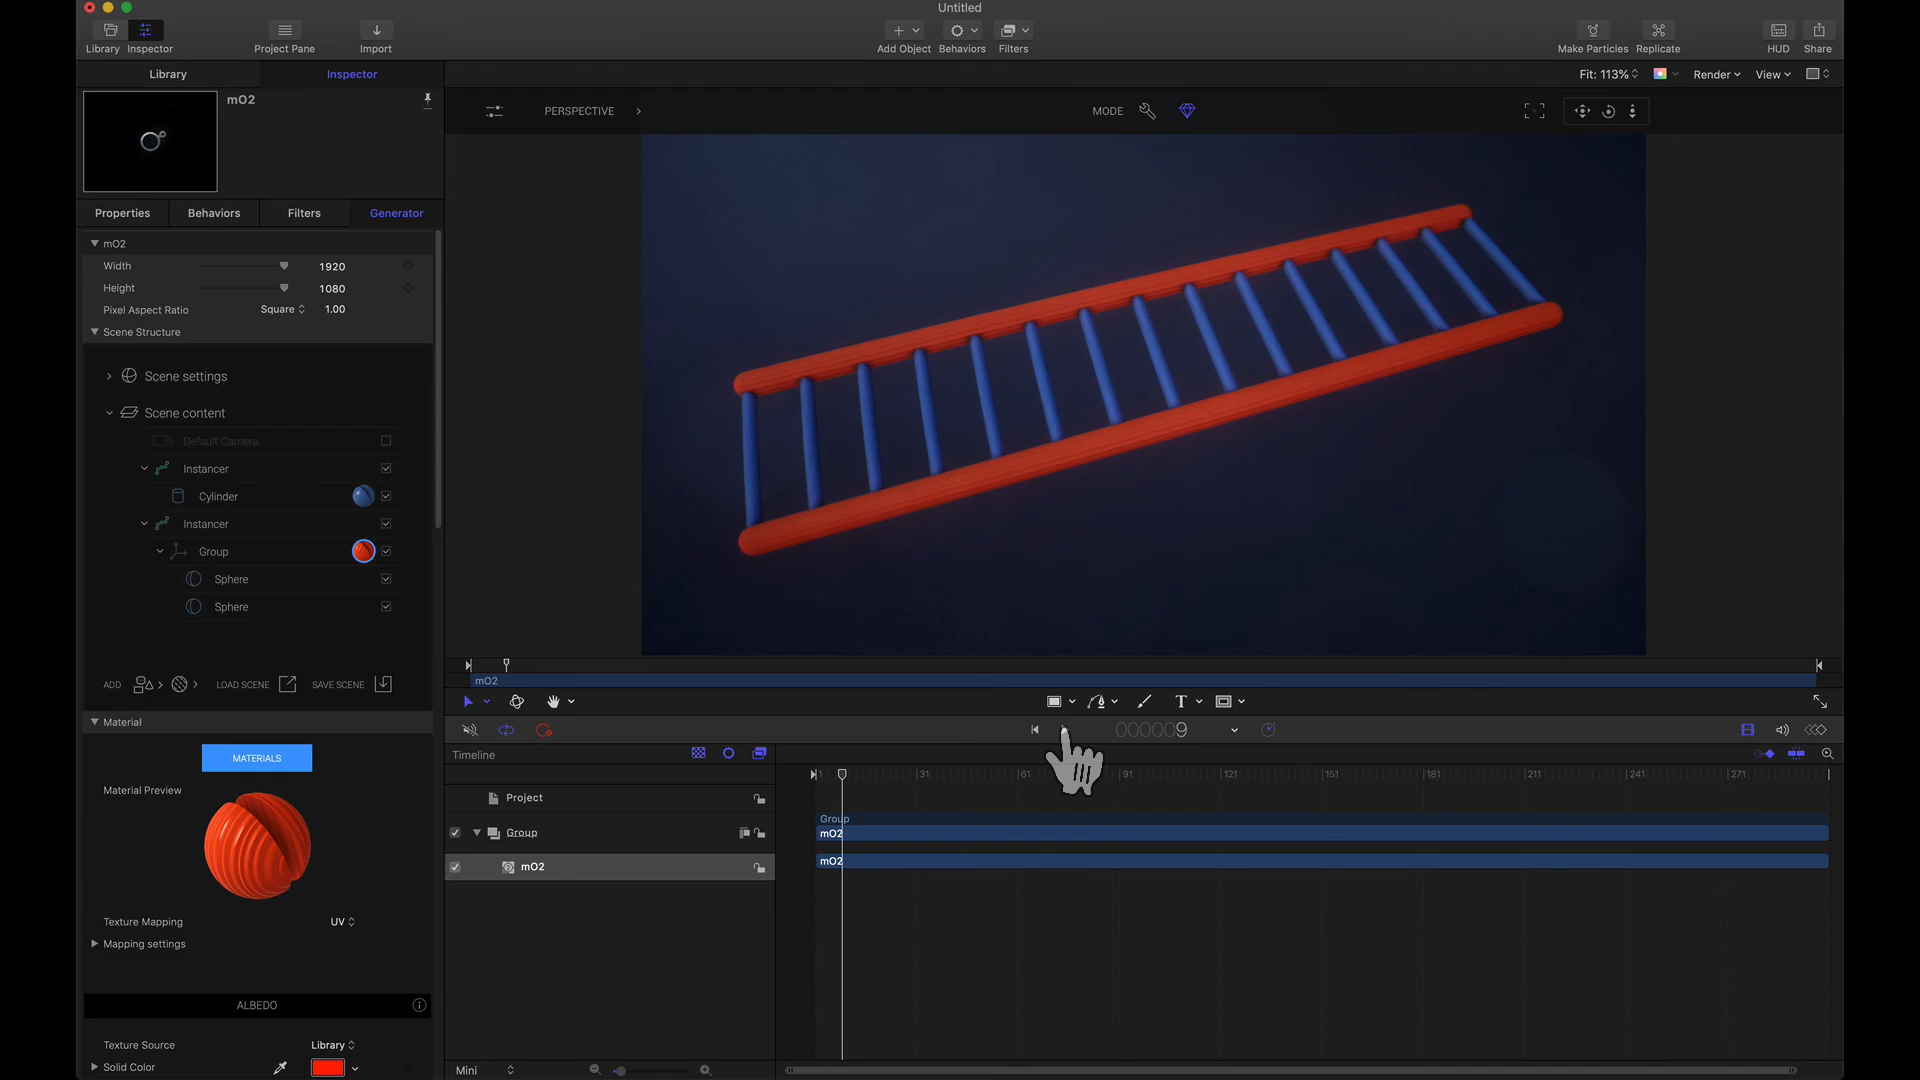 Untitled
Library
Inspector
Project Pane
Import
Add Object
Behaviors
Filters
Make Particles
Replicate
HUD
Share
Library
Inspector
Fit: 113%
Render
View
mO2
PERSPECTIVE
MODE
Properties
Behaviors
Filters
Generator
mO2
Width 1920
Height 1080
Pixel Aspect Ratio Square 1.00
Scene Structure
Scene settings
Scene content
Default Camera
Instancer
Cylinder
Instancer
Group
Sphere
Sphere
ADD
LOAD SCENE
SAVE SCENE
mO2
Material
MATERIALS
Material Preview
Texture Mapping UV
Mapping settings
ALBEDO
Texture Source Library
Solid Color
T
0000009
Timeline
1 31 61 91 121 151 181 211 241 271
Project
Group
Group
mO2
mO2
mO2
Mini